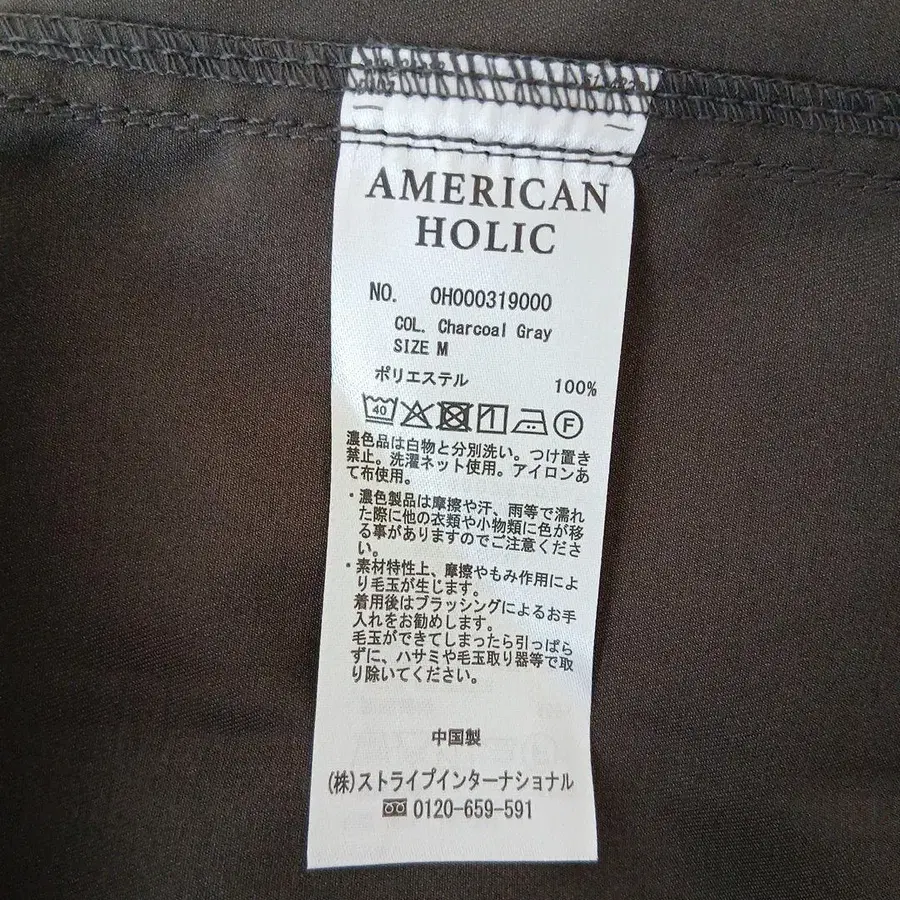 AMERICAN
HOLIC
NO. 0H000319000
COL. Charcoal Gray
SIZE M
ポリエステル 100%
40 F
濃色品は白物と分別洗い。つけ置き
禁止。洗濯ネット使用。アイロンあ
て布使用。
・濃色製品は摩擦や汗、雨等で濡れ
た際に他の衣類や小物類に色が移
る事がありますのでご注意くださ
い。
・素材特性上、摩擦やもみ作用によ
り毛玉が生じます。
着用後はブラッシングによるお手
入れをお勧めします。
毛玉ができてしまったら引っぱら
ずに、ハサミや毛玉取り器等で取
り除いてください。
中国製
(株)ストライプインターナショナル
0120-659-591